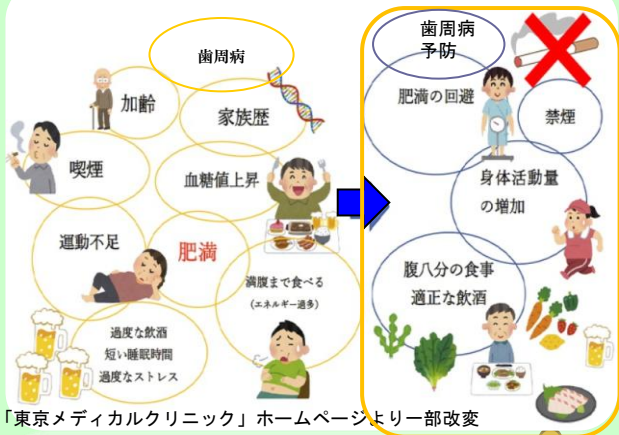 歯周病
加齢
家族歴
喫煙
血糖値上昇
運動不足
肥満
満腹まで食べる
(エネルギー過多)
過度な飲酒
短い睡眠時間
過度なストレス
歯周病
予防
肥満の回避
禁煙
身体活動量
の増加
腹八分の食事
適正な飲酒
「東京メディカルクリニック」ホームページより一部改変